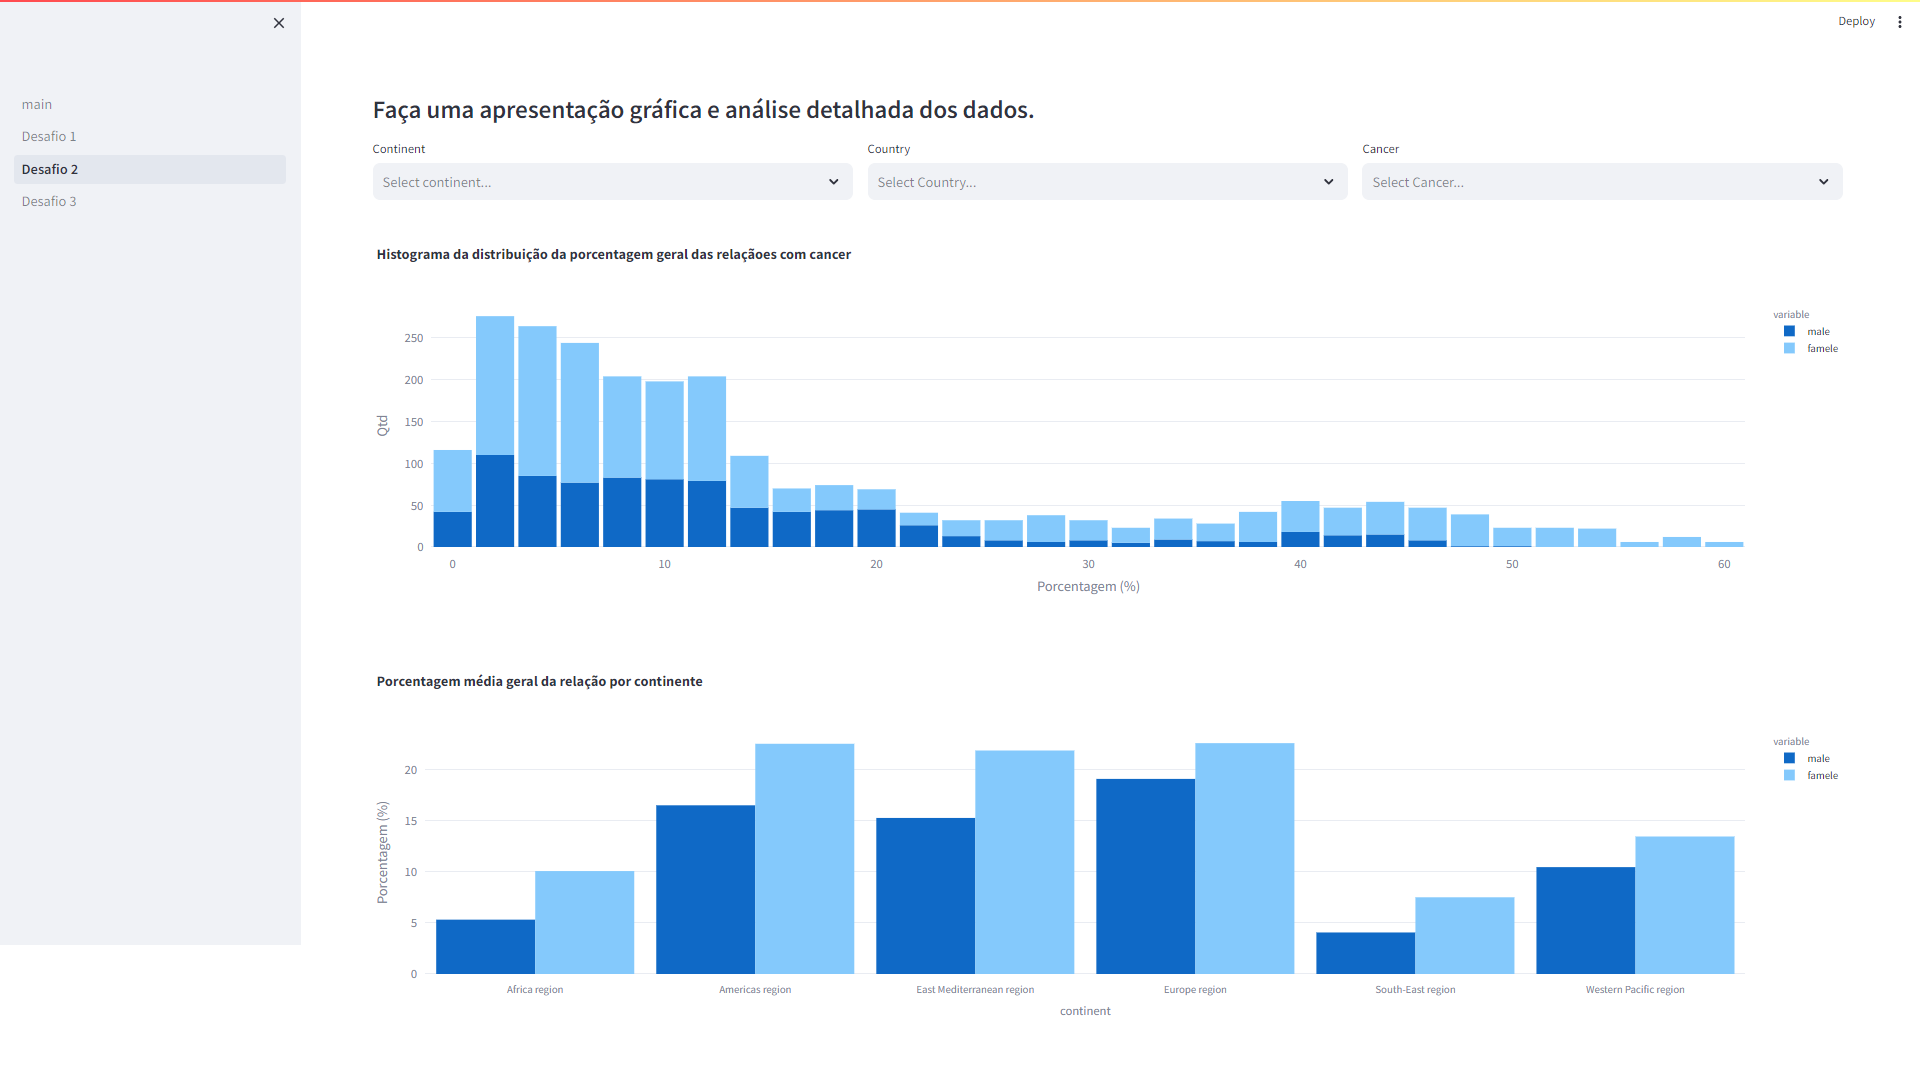 Deploy
main
Desafio 1
Desafio 2
Desafio 3
Faça uma apresentação gráfica e análise detalhada dos dados.
Continent Country Cancer
Select continent... Select Country... Select Cancer...
Histograma da distribuição da porcentagem geral das relaçãoes com cancer
variable
male
famele
250
200
150
100
50
0
Qtd
0 10 20 30 40 50 60
Porcentagem (%)
Porcentagem média geral da relação por continente
variable
male
famele
20
15
10
5
0
Porcentagem (%)
Africa region Americas region East Mediterranean region Europe region South-East region Western Pacific region
continent